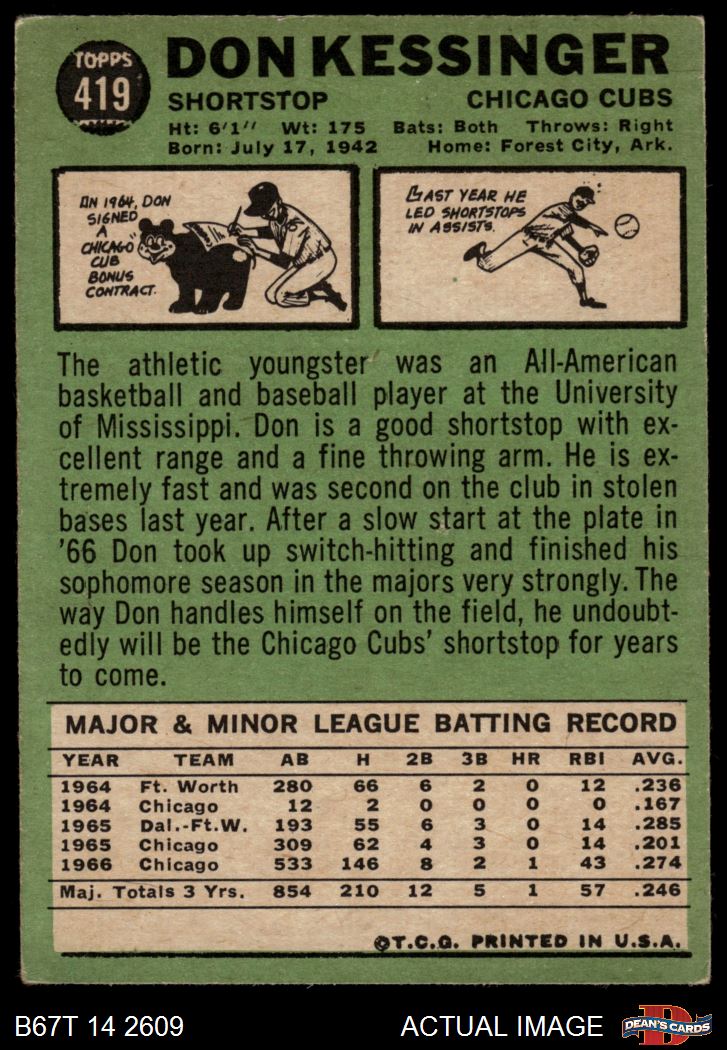 TOPPS
419
DON KESSINGER
SHORTSTOP CHICAGO CUBS
Ht: 6'1" Wt: 175 Bats: Both Throws: Right
Born: July 17, 1942 Home: Forest City, Ark.
IN 1964, DON
SIGNED
A
CHICAGO
CUB
BONUS
CONTRACT.
LAST YEAR HE
LED SHORTSTOPS
IN ASSISTS.
The athletic youngster was an All-American
basketball and baseball player at the University
of Mississippi. Don is a good shortstop with ex-
cellent range and a fine throwing arm. He is ex-
tremely fast and was second on the club in stolen
bases last year. After a slow start at the plate in
'66 Don took up switch-hitting and finished his
sophomore season in the majors very strongly. The
way Don handles himself on the field, he undoubt-
edly will be the Chicago Cubs' shortstop for years
to come.
MAJOR & MINOR LEAGUE BATTING RECORD
YEAR TEAM AB H 2B 3B HR RBI AVG.
1964 Ft. Worth 280 66 6 2 0 12 .236
1964 Chicago 12 2 0 0 0 0 .167
1965 Dal.-Ft.W. 193 55 6 3 0 14 .285
1965 Chicago 309 62 4 3 0 14 .201
1966 Chicago 533 146 8 2 1 43 .274
Maj. Totals 3 Yrs. 854 210 12 5 1 57 .246
©T.C.G. PRINTED IN U.S.A.
B67T 14 2609 ACTUAL IMAGE
D
DEAN'S CARDS